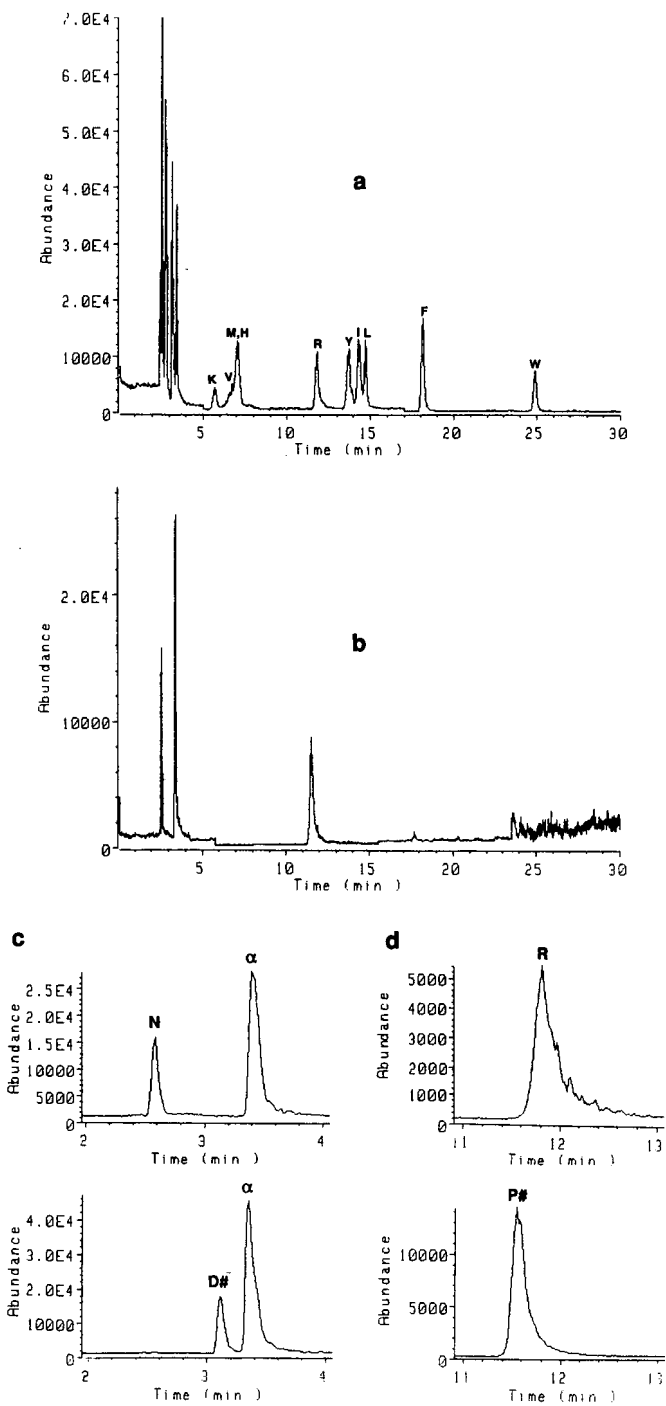 7.0E4
6.0E4
5.0E4
4.0E4
3.0E4
2.0E4
10000
0
Abundance
a
K
V
M,H
R
Y
I L
F
W
5 10 15 20 25 30
Time (min )
2.0E4
10000
0
Abundance
b
5 10 15 20 25 30
Time (min )
c
α
N
2.5E4
2.0E4
1.5E4
10000
5000
0
Abundance
2 3 4
Time (min )
d
R
5000
4000
3000
2000
1000
0
Abundance
11 12 13
Time (min )
α
D#
4.0E4
3.0E4
2.0E4
10000
0
Abundance
2 3 4
Time (min )
P#
10000
5000
0
Abundance
11 12 13
Time (min )